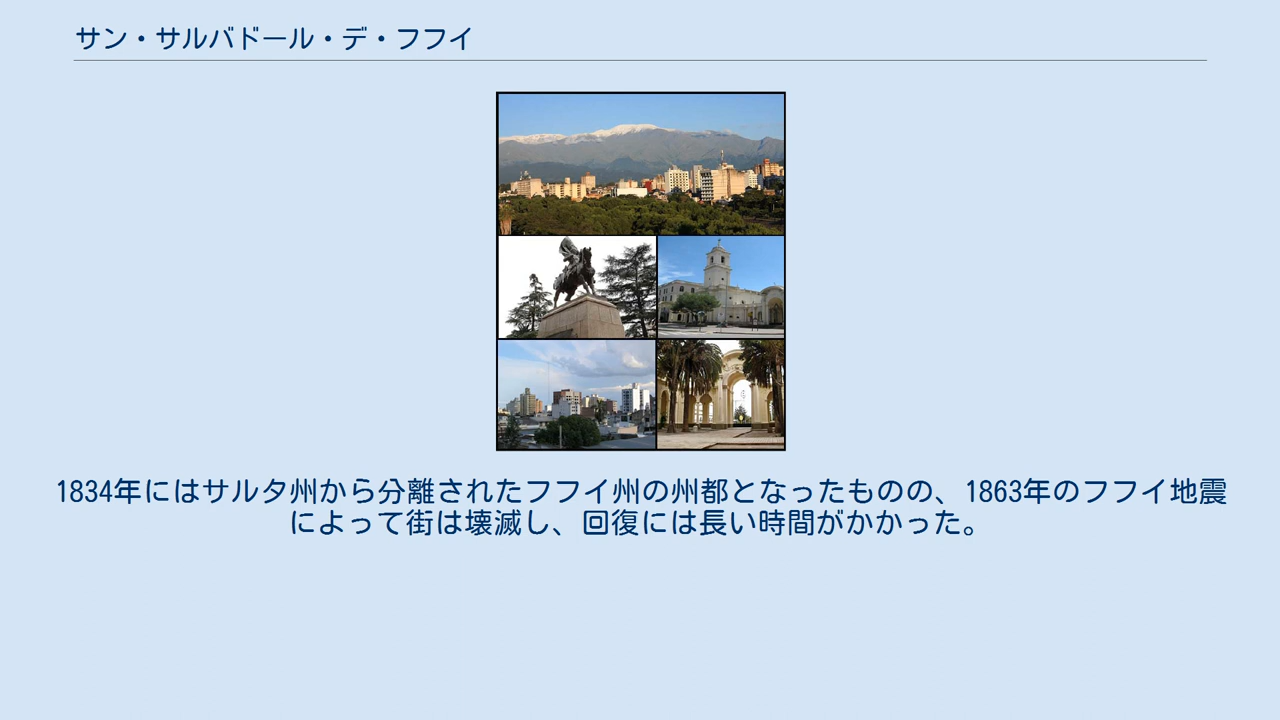 サン・サルバドール・デ・フフイ
1834年にはサルタ州から分離されたフフイ州の州都となったものの、1863年のフフイ地震
によって街は壊滅し、回復には長い時間がかかった。